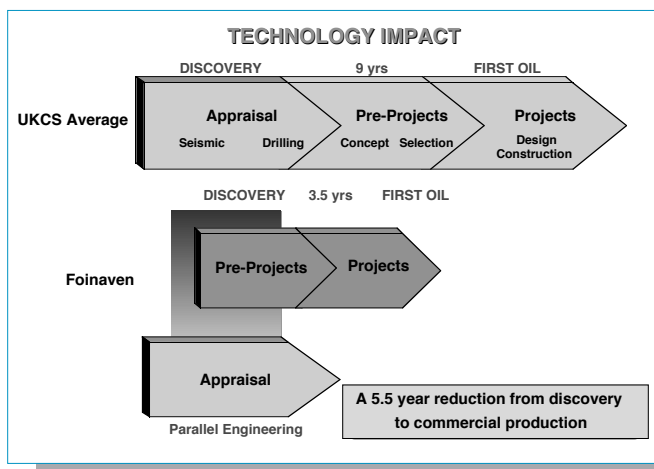 TECHNOLOGY IMPACT
DISCOVERY 9 yrs FIRST OIL
UKCS Average
Appraisal Pre-Projects Projects
Seismic Drilling Concept Selection Design
Construction
DISCOVERY 3.5 yrs FIRST OIL
Foinaven
Pre-Projects Projects
Appraisal
Parallel Engineering
A 5.5 year reduction from discovery
to commercial production